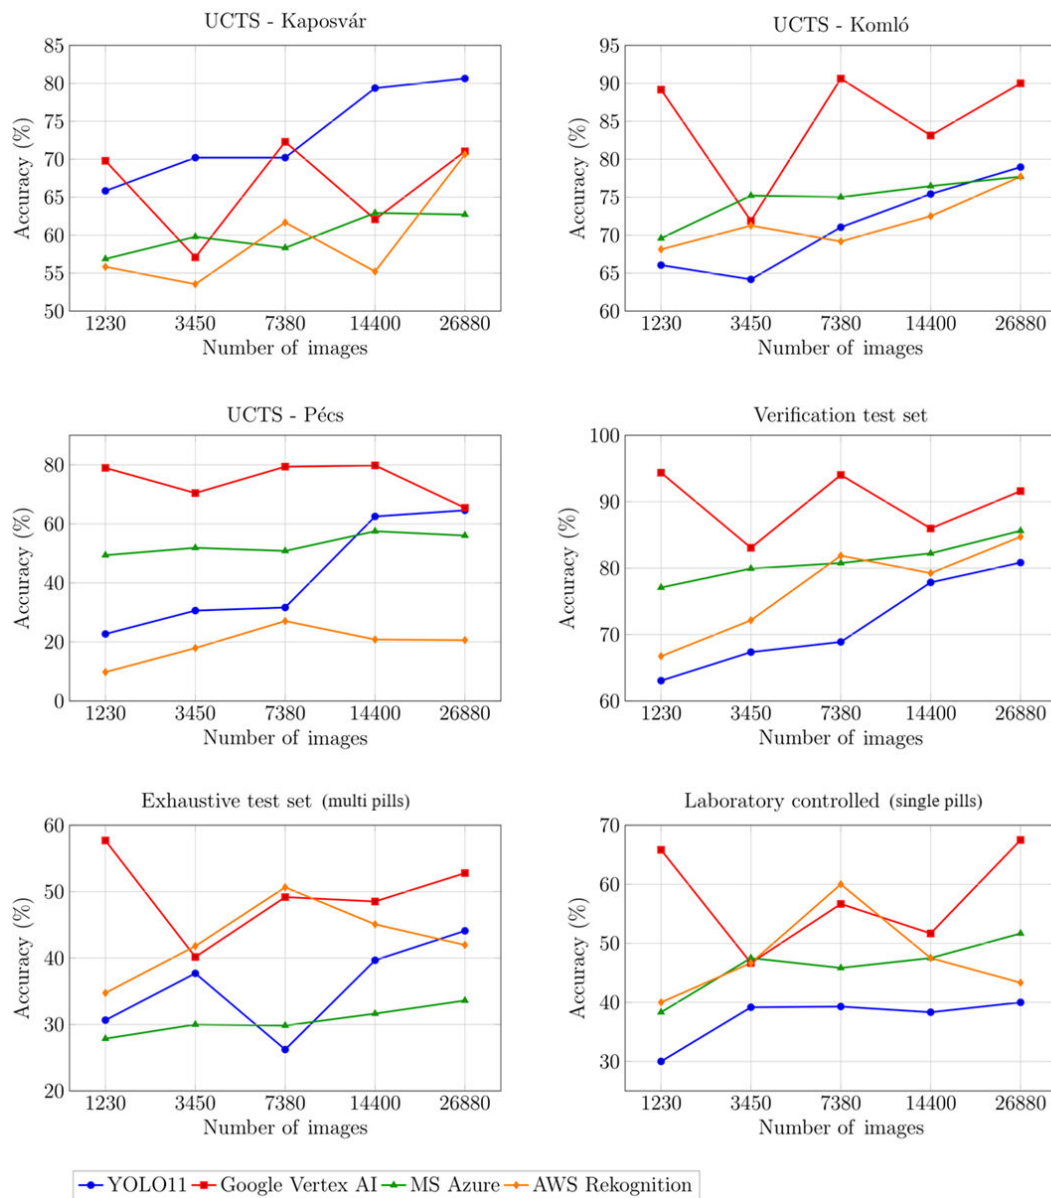 UCTS - Kaposvár
85
80
75
70
65
60
55
50
Accuracy (%)
1230 3450 7380 14400 26880
Number of images
UCTS - Komló
95
90
85
80
75
70
65
60
Accuracy (%)
1230 3450 7380 14400 26880
Number of images
UCTS - Pécs
80
60
40
20
0
Accuracy (%)
1230 3450 7380 14400 26880
Number of images
Verification test set
100
90
80
70
60
Accuracy (%)
1230 3450 7380 14400 26880
Number of images
Exhaustive test set (multi pills)
60
50
40
30
20
Accuracy (%)
1230 3450 7380 14400 26880
Number of images
Laboratory controlled (single pills)
70
60
50
40
30
Accuracy (%)
1230 3450 7380 14400 26880
Number of images
YOLO11 Google Vertex AI MS Azure AWS Rekognition